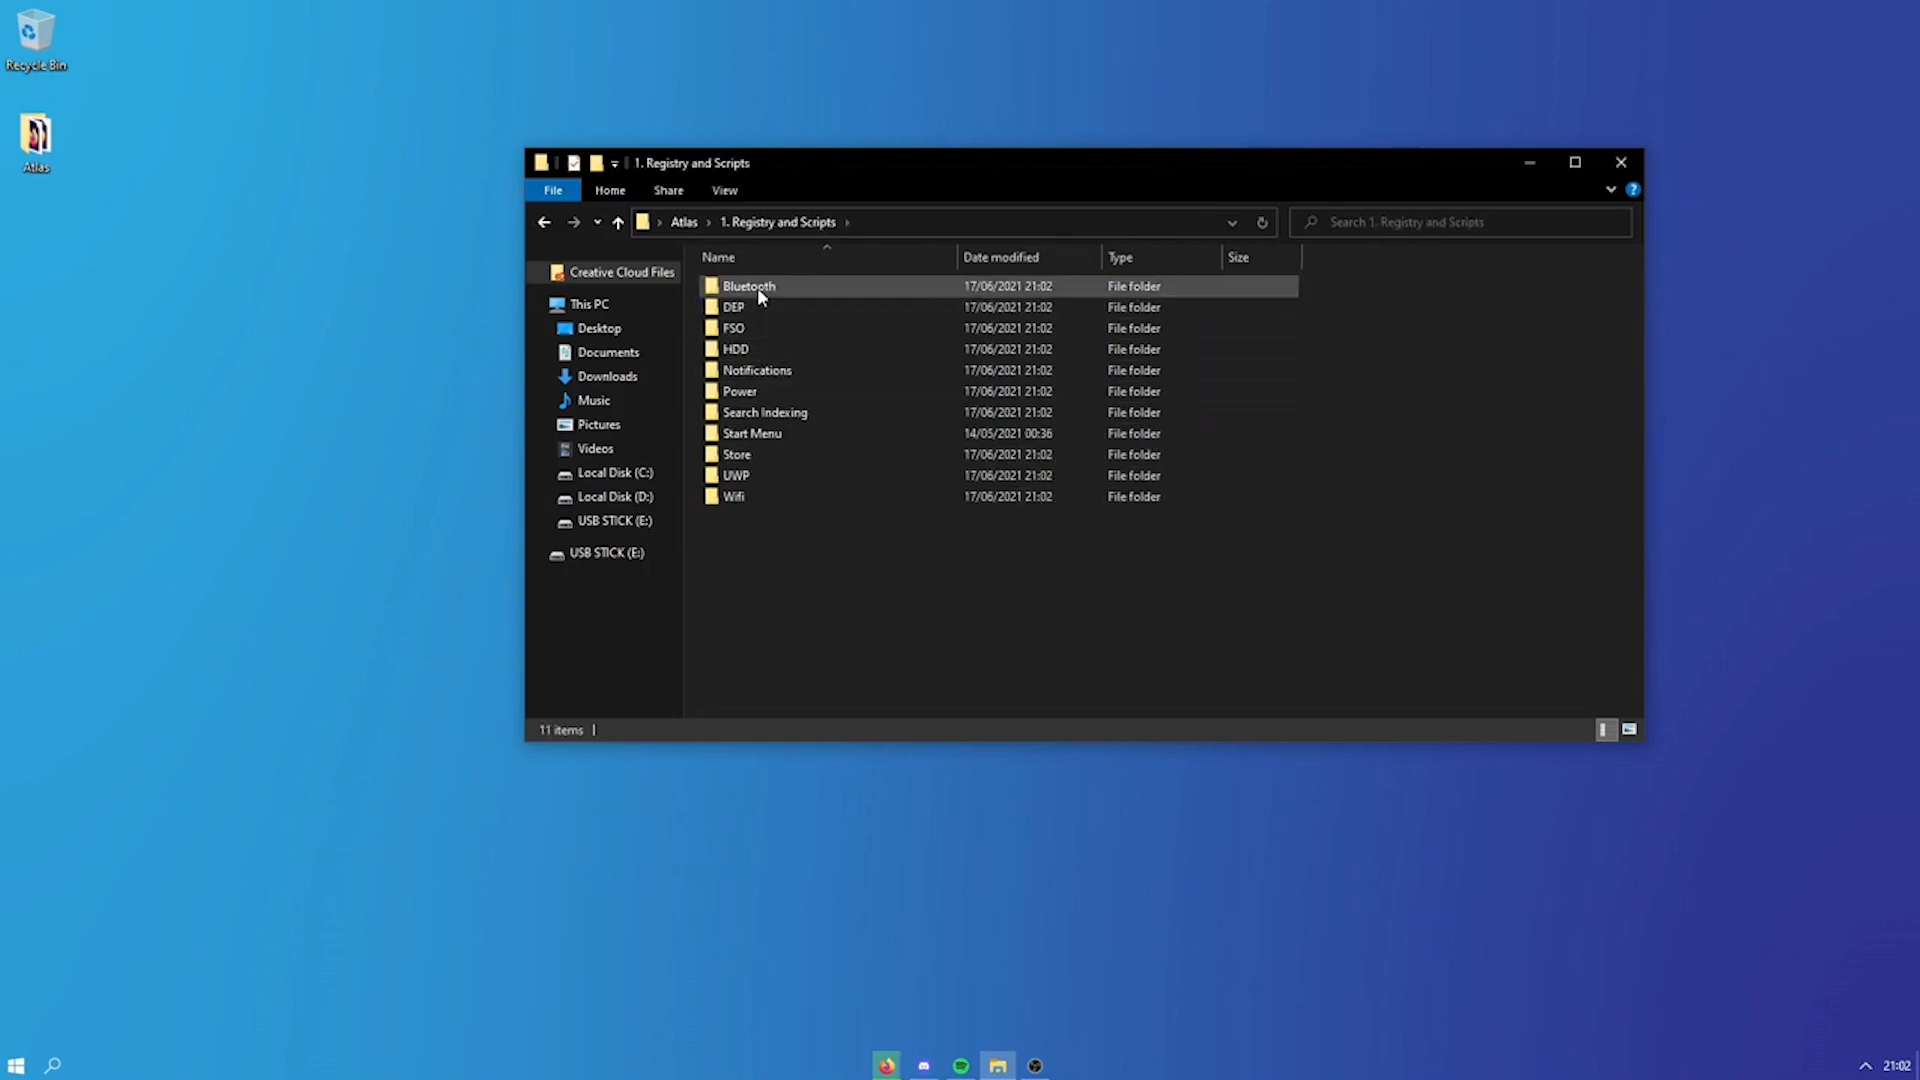 Recycle Bin
Atlas
1. Registry and Scripts
File Home Share View
Atlas 1. Registry and Scripts
Search 1. Registry and Scripts
Name Date modified Type Size
Creative Cloud Files
This PC
Desktop
Documents
Downloads
Music
Pictures
Videos
Local Disk (C:)
Local Disk (D:)
USB STICK (E:)
USB STICK (E:)
Bluetooth 17/06/2021 21:02 File folder
DEP 17/06/2021 21:02 File folder
FSO 17/06/2021 21:02 File folder
HDD 17/06/2021 21:02 File folder
Notifications 17/06/2021 21:02 File folder
Power 17/06/2021 21:02 File folder
Search Indexing 17/06/2021 21:02 File folder
Start Menu 14/05/2021 00:36 File folder
Store 17/06/2021 21:02 File folder
UWP 17/06/2021 21:02 File folder
Wifi 17/06/2021 21:02 File folder
11 items
21:02